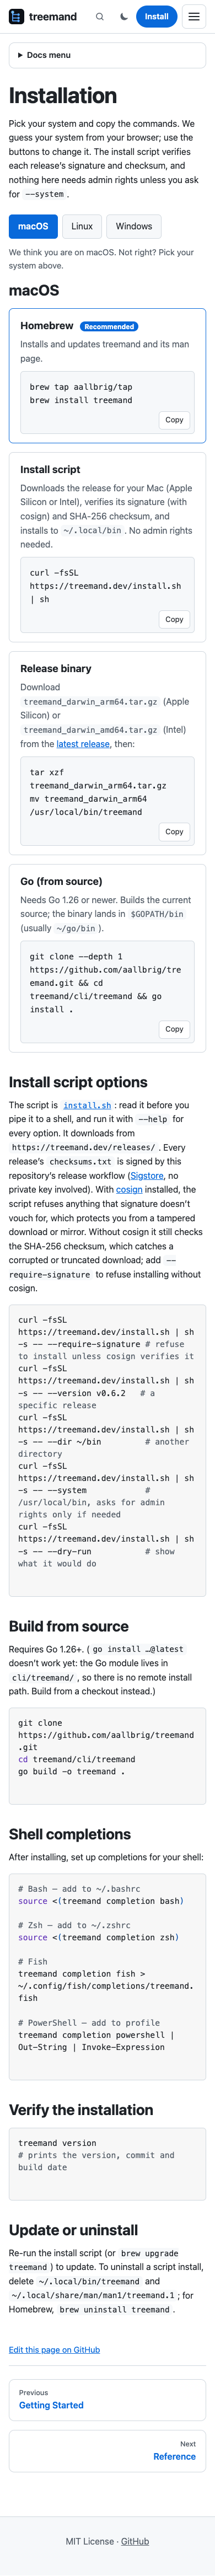 treemand
Install
Docs menu
Installation
Pick your system and copy the commands. We
guess your system from your browser; use the
buttons to change it. The install script verifies
each release's signature and checksum, and
nothing here needs admin rights unless you ask
for --system .
macOS
Linux
Windows
We think you are on macOS. Not right? Pick your
system above.
macOS
Homebrew Recommended
Installs and updates treemand and its man
page.
brew tap aallbrig/tap
brew install treemand
Copy
Install script
Downloads the release for your Mac (Apple
Silicon or Intel), verifies its signature (with
cosign) and SHA-256 checksum, and
installs to ~/.local/bin . No admin rights
needed.
curl -fsSL
https://treemand.dev/install.sh
| sh
Copy
Release binary
Download
treemand_darwin_arm64.tar.gz (Apple
Silicon) or
treemand_darwin_amd64.tar.gz (Intel)
from the latest release, then:
tar xzf
treemand_darwin_arm64.tar.gz
mv treemand_darwin_arm64
/usr/local/bin/treemand
Copy
Go (from source)
Needs Go 1.26 or newer. Builds the current
source; the binary lands in $GOPATH/bin
(usually ~/go/bin ).
git clone --depth 1
https://github.com/aallbrig/tre
emand.git && cd
treemand/cli/treemand && go
install .
Copy
Install script options
The script is install.sh : read it before you
pipe it to a shell, and run it with --help for
every option. It downloads from
https://treemand.dev/releases/ . Every
release's checksums.txt is signed by this
repository's release workflow (Sigstore, no
private key involved). With cosign installed, the
script refuses anything that signature doesn't
vouch for, which protects you from a tampered
download or mirror. Without cosign it still checks
the SHA-256 checksum, which catches a
corrupted or truncated download; add --
require-signature to refuse installing without
cosign.
curl -fsSL
https://treemand.dev/install.sh | sh
-s -- --require-signature # refuse
to install unless cosign verifies it
curl -fsSL
https://treemand.dev/install.sh | sh
-s -- --version v0.6.2 # a
specific release
curl -fsSL
https://treemand.dev/install.sh | sh
-s -- --dir ~/bin # another
directory
curl -fsSL
https://treemand.dev/install.sh | sh
-s -- --system #
/usr/local/bin, asks for admin
rights only if needed
curl -fsSL
https://treemand.dev/install.sh | sh
-s -- --dry-run # show
what it would do
Build from source
Requires Go 1.26+. ( go install …@latest
doesn't work yet: the Go module lives in
cli/treemand/ , so there is no remote install
path. Build from a checkout instead.)
git clone
https://github.com/aallbrig/treemand
.git
cd treemand/cli/treemand
go build -o treemand .
Shell completions
After installing, set up completions for your shell:
# Bash — add to ~/.bashrc
source <(treemand completion bash)
# Zsh — add to ~/.zshrc
source <(treemand completion zsh)
# Fish
treemand completion fish >
~/.config/fish/completions/treemand.
fish
# PowerShell — add to profile
treemand completion powershell |
Out-String | Invoke-Expression
Verify the installation
treemand version
# prints the version, commit and
build date
Update or uninstall
Re-run the install script (or brew upgrade
treemand ) to update. To uninstall a script install,
delete ~/.local/bin/treemand and
~/.local/share/man/man1/treemand.1 ; for
Homebrew, brew uninstall treemand .
Edit this page on GitHub
Previous
Getting Started
Next
Reference
MIT License · GitHub